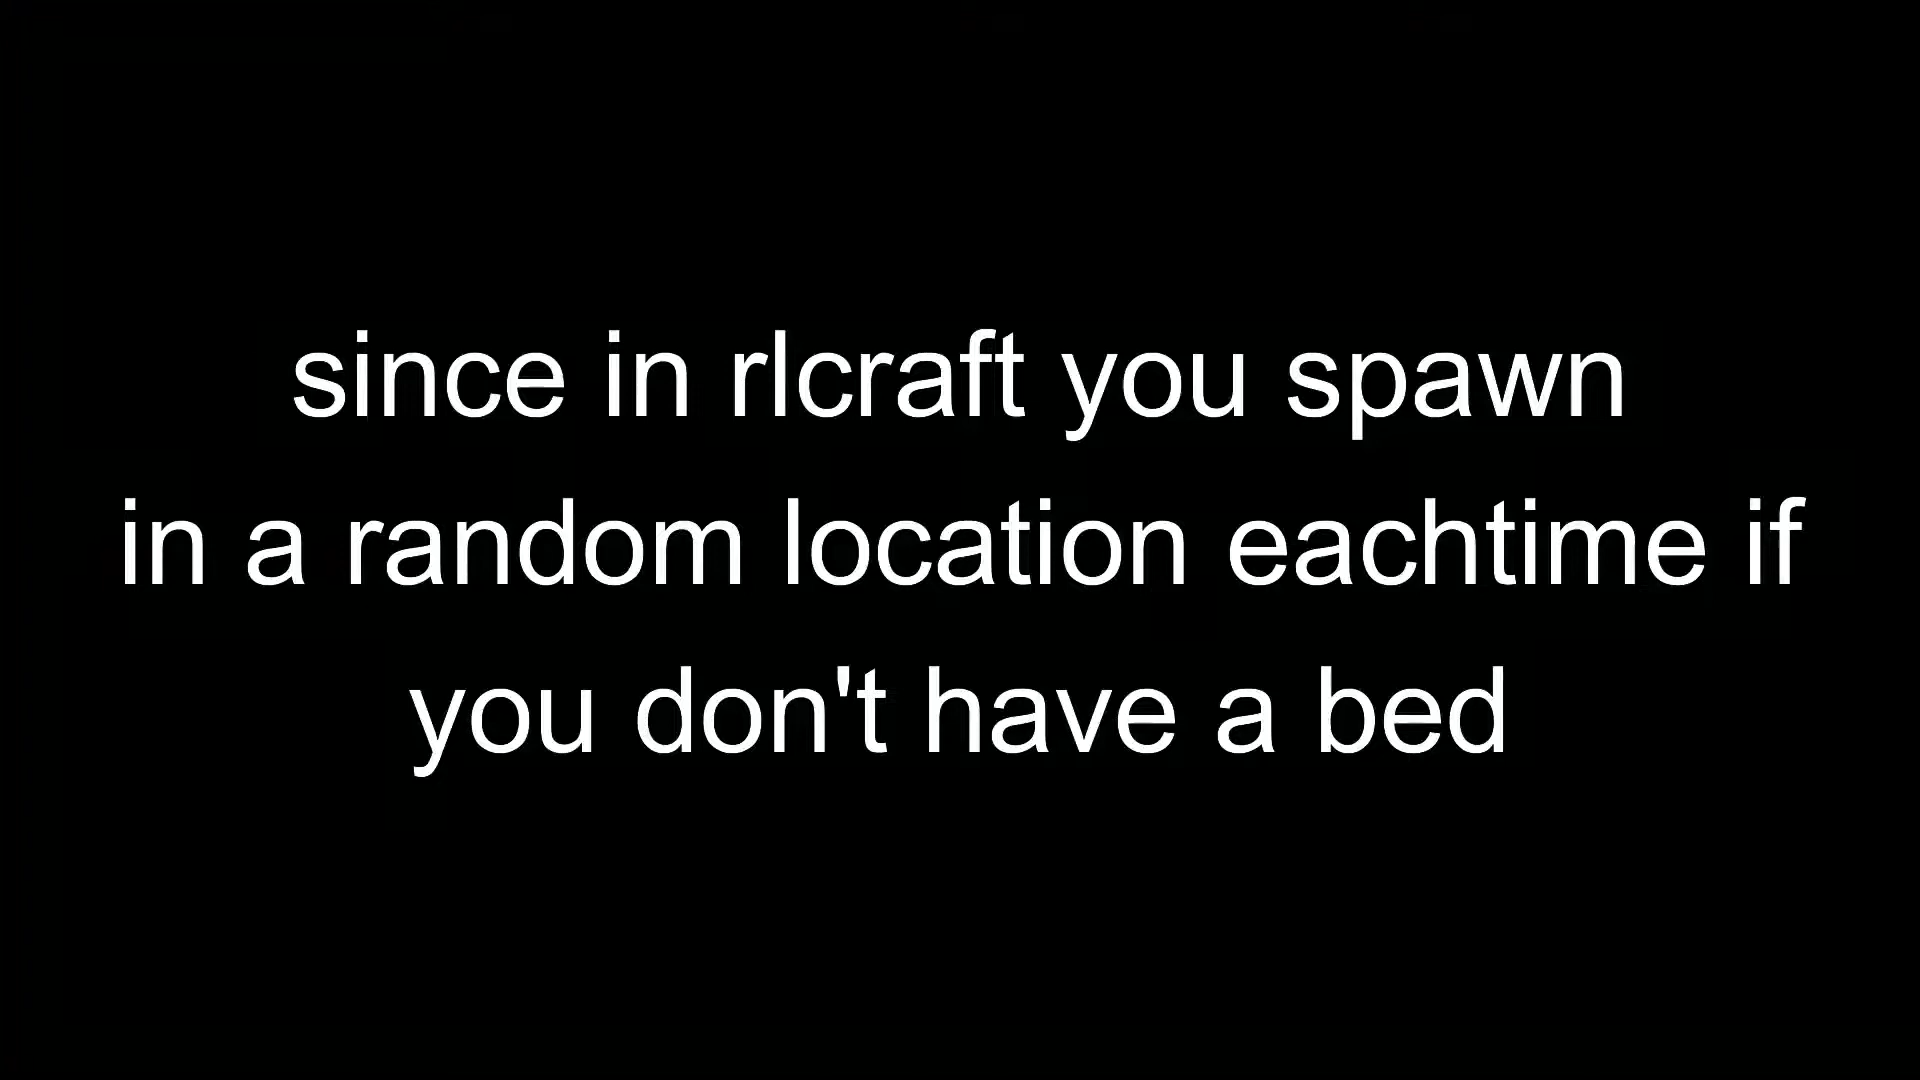 since in rlcraft you spawn
in a random location eachtime if
you don't have a bed